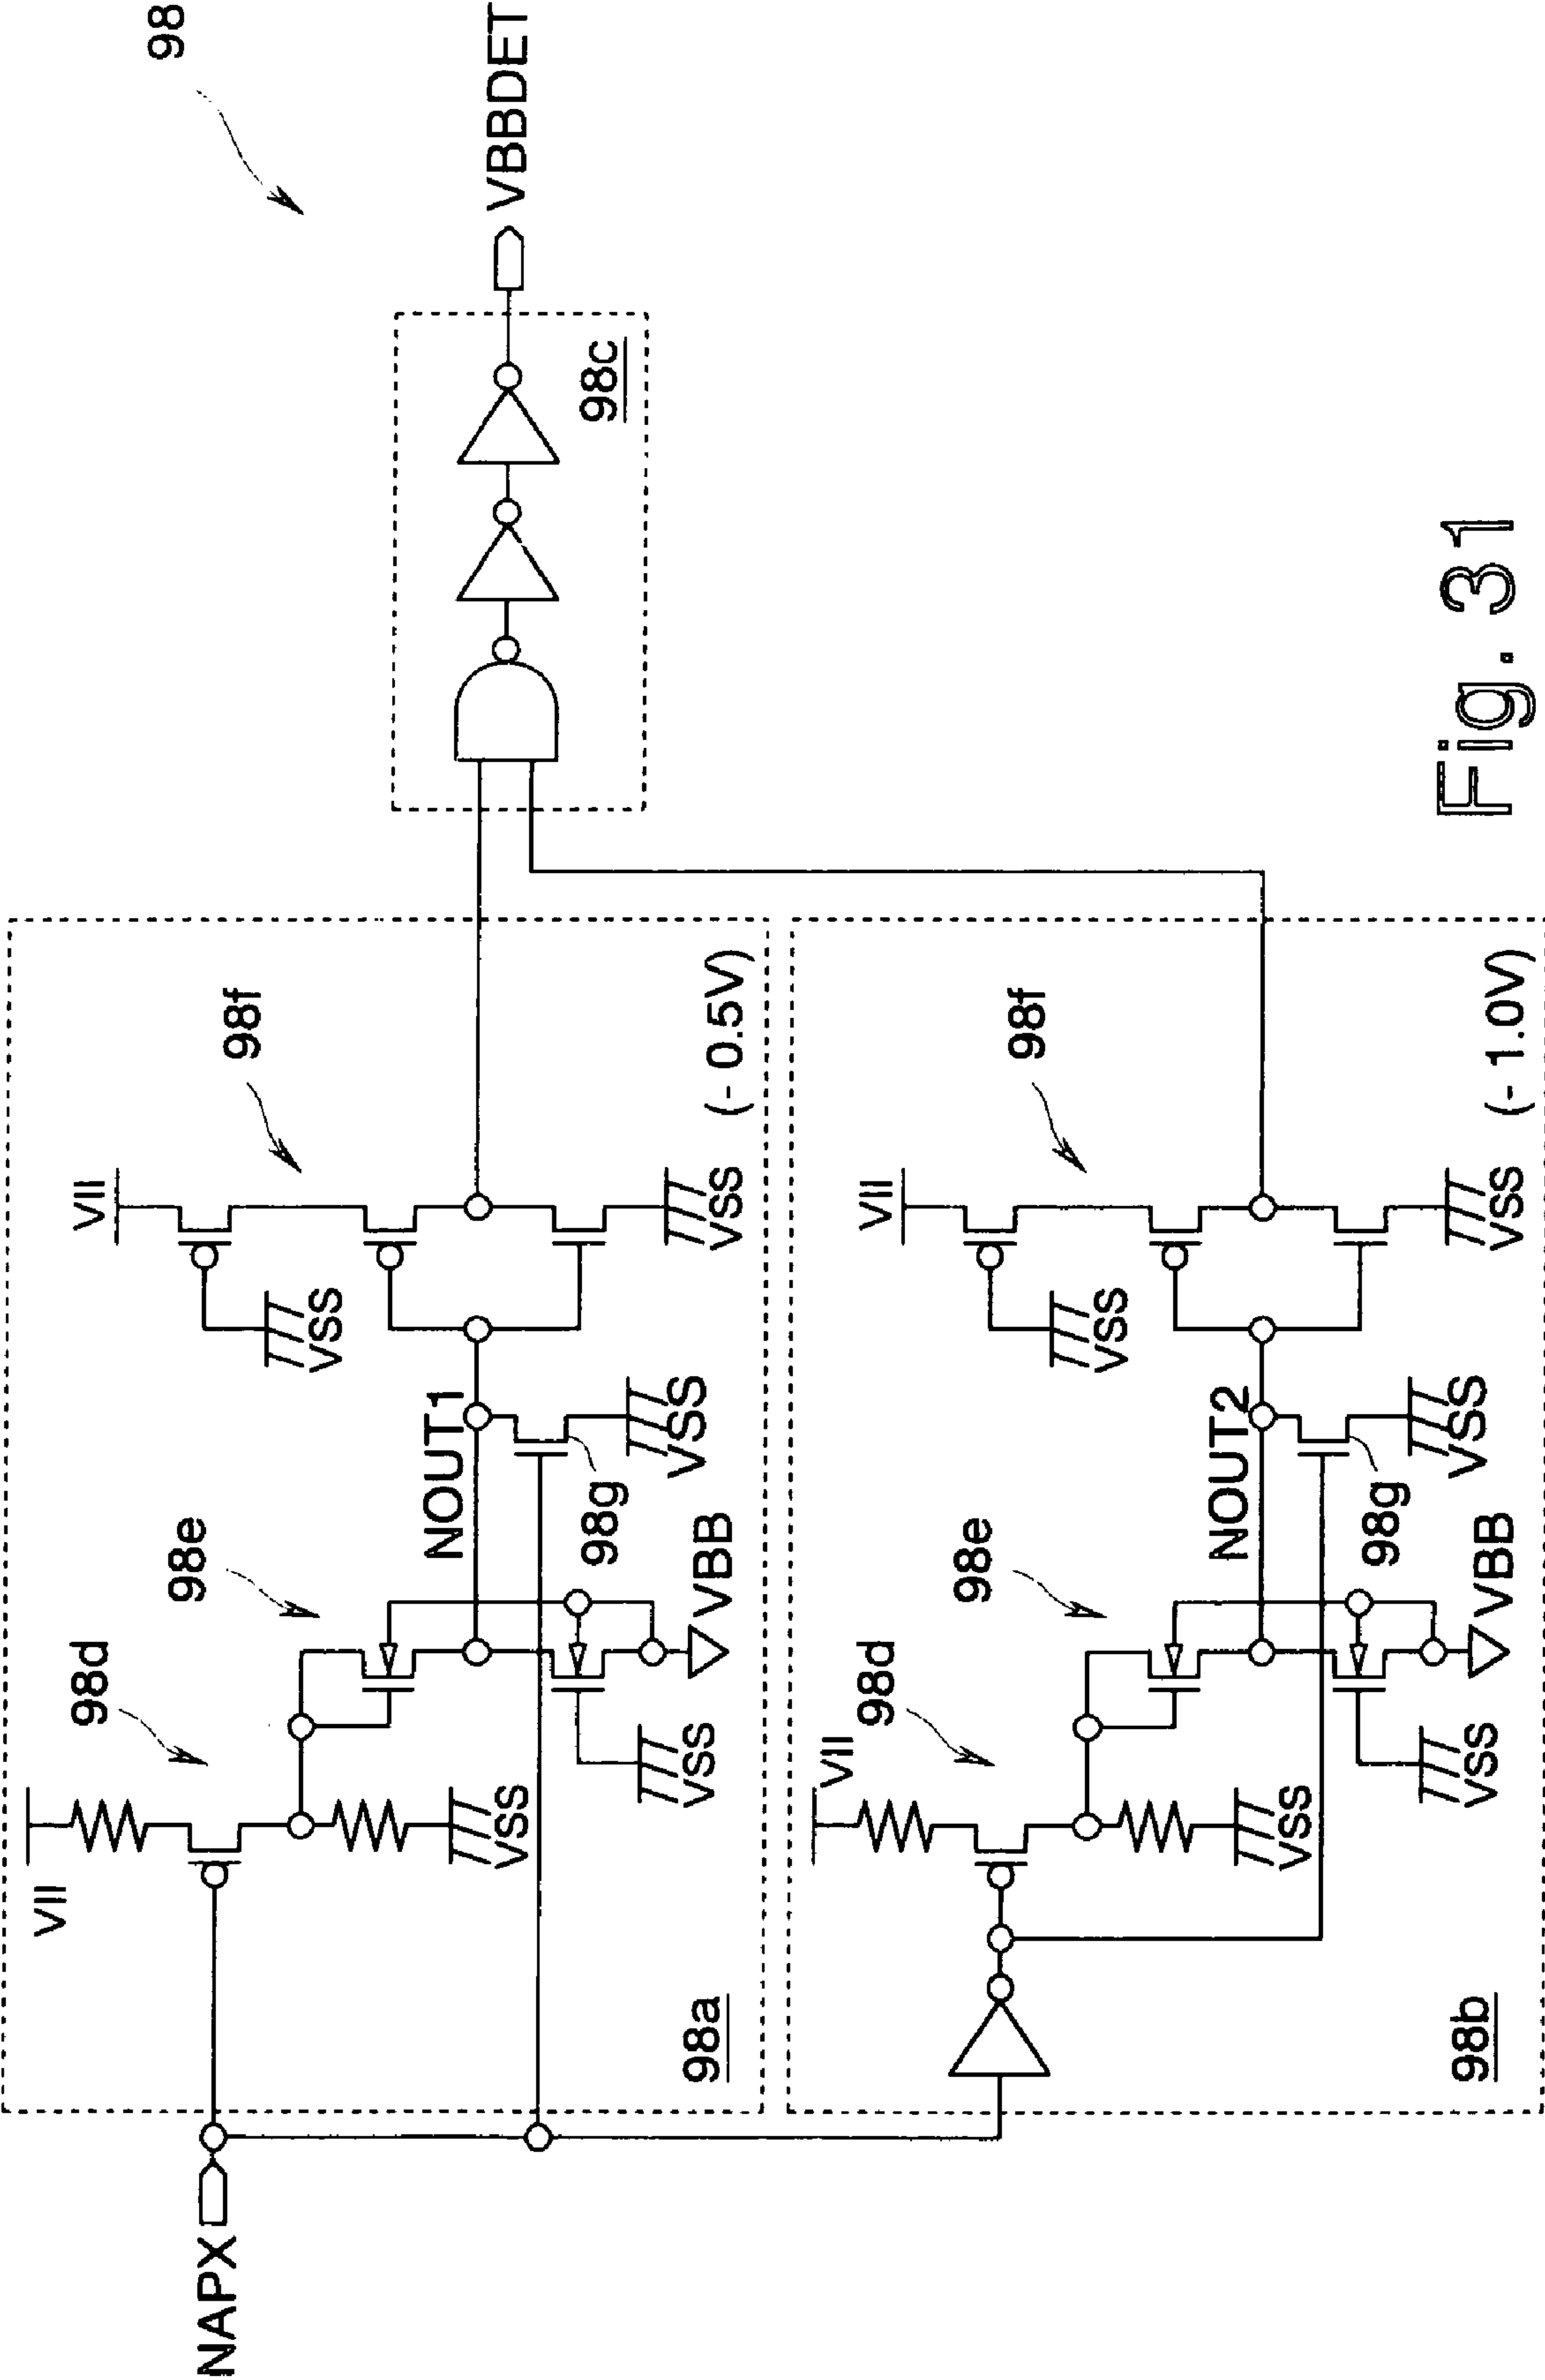 98
NAPX
VBBDET
VII
98d
98e
98f
VII
VSS
VSS
NOUT1
98g
VSS
VSS
VBB
VSS
VSS
98a
(- 0.5V)
98c
VII
98d
98e
98f
VII
VSS
VSS
NOUT2
98g
VSS
VSS
VBB
VSS
98b
(- 1.0V)
Fig. 31